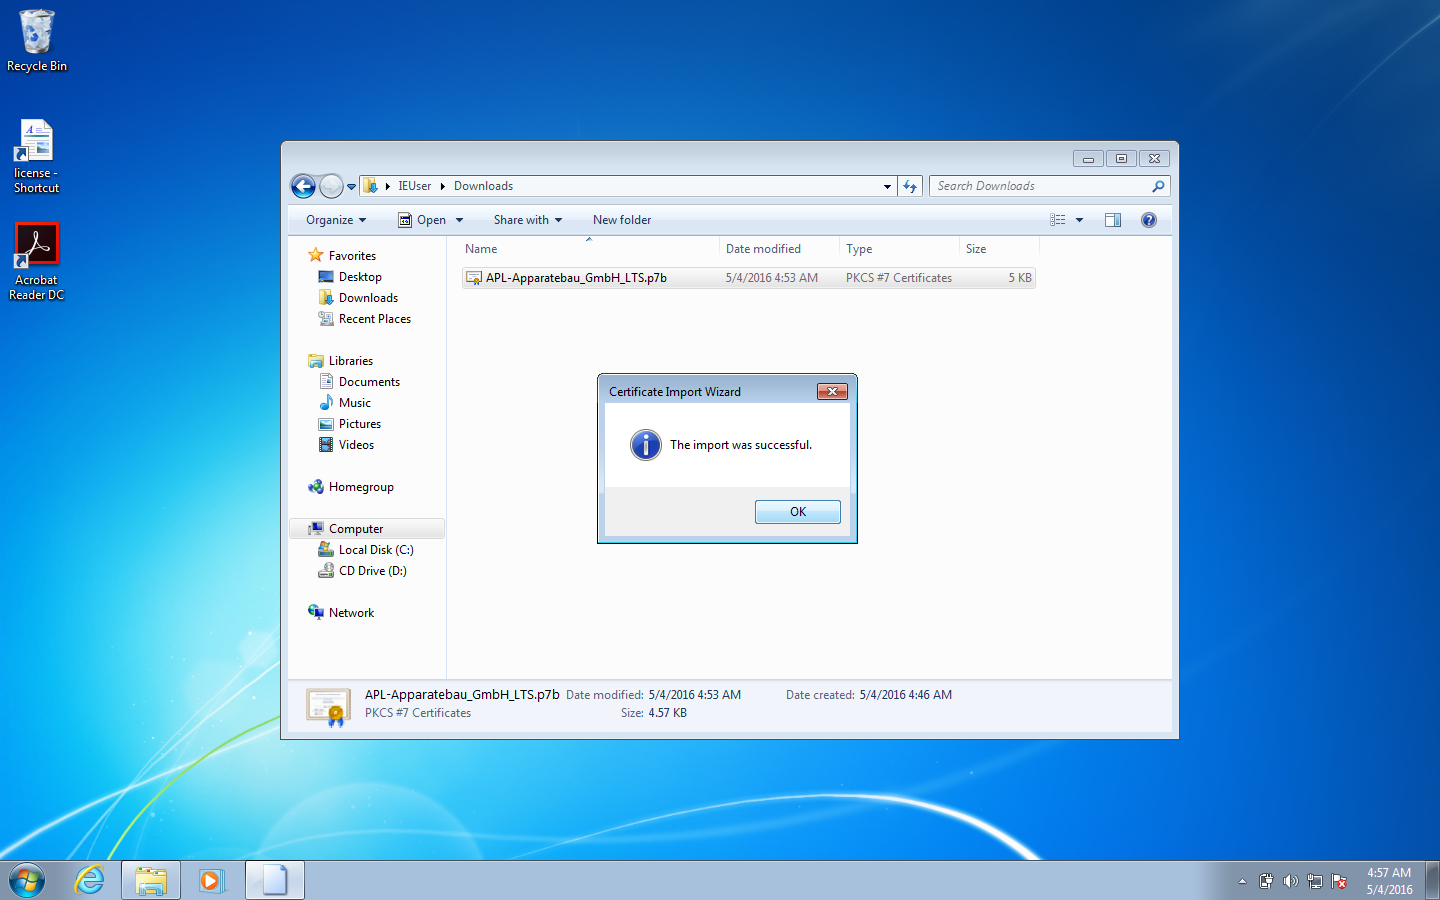 Recycle Bin
license -
Shortcut
Acrobat
Reader DC
IEUser
Downloads
Search Downloads
Organize
Open
Share with
New folder
Favorites
Desktop
Downloads
Recent Places
Libraries
Documents
Music
Pictures
Videos
Homegroup
Computer
Local Disk (C:)
CD Drive (D:)
Network
Name Date modified Type Size
APL-Apparatebau_GmbH_LTS.p7b 5/4/2016 4:53 AM PKCS #7 Certificates 5 KB
Certificate Import Wizard
The import was successful.
OK
APL-Apparatebau_GmbH_LTS.p7b Date modified: 5/4/2016 4:53 AM Date created: 5/4/2016 4:46 AM
PKCS #7 Certificates Size: 4.57 KB
4:57 AM
5/4/2016